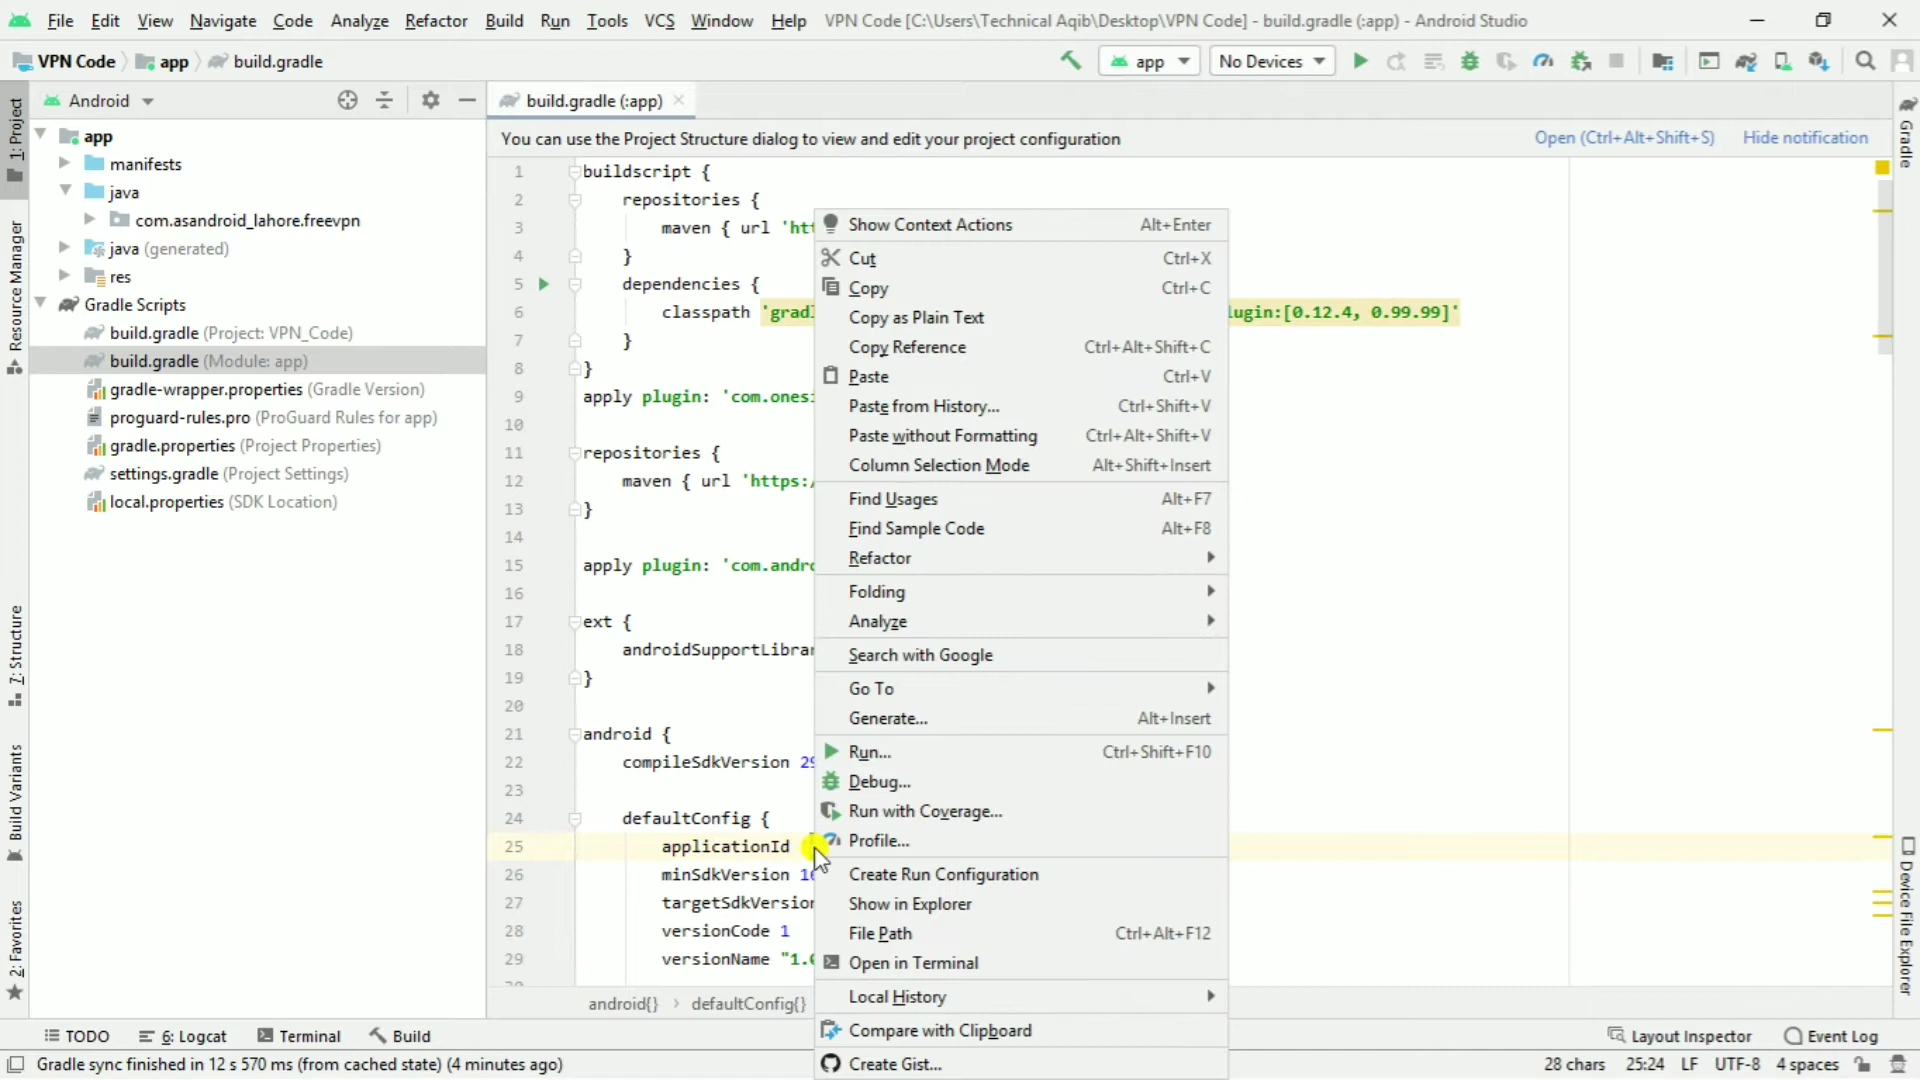 File Edit View Navigate Code Analyze Refactor Build Run Tools VCS Window Help VPN Code [C:\Users\Technical Aqib\Desktop\VPN Code] - build.gradle (:app) - Android Studio
VPN Code app build.gradle
app No Devices
Android
build.gradle (:app)
You can use the Project Structure dialog to view and edit your project configuration Open (Ctrl+Alt+Shift+S) Hide notification
1: Project
Resource Manager
7: Structure
Build Variants
2: Favorites
app
manifests
java
com.asandroid_lahore.freevpn
java (generated)
res
Gradle Scripts
build.gradle (Project: VPN_Code)
build.gradle (Module: app)
gradle-wrapper.properties (Gradle Version)
proguard-rules.pro (ProGuard Rules for app)
gradle.properties (Project Properties)
settings.gradle (Project Settings)
local.properties (SDK Location)
1 buildscript {
2 repositories {
3 maven { url 'htt
4 }
5 dependencies {
6 classpath 'gradl lugin:[0.12.4, 0.99.99]'
7 }
8 }
9 apply plugin: 'com.onesi
10
11 repositories {
12 maven { url 'https:/
13 }
14
15 apply plugin: 'com.andro
16
17 ext {
18 androidSupportLibrar
19 }
20
21 android {
22 compileSdkVersion 29
23
24 defaultConfig {
25 applicationId
26 minSdkVersion 16
27 targetSdkVersion
28 versionCode 1
29 versionName "1.0
android{} › defaultConfig{}
Show Context Actions Alt+Enter
Cut Ctrl+X
Copy Ctrl+C
Copy as Plain Text
Copy Reference Ctrl+Alt+Shift+C
Paste Ctrl+V
Paste from History... Ctrl+Shift+V
Paste without Formatting Ctrl+Alt+Shift+V
Column Selection Mode Alt+Shift+Insert
Find Usages Alt+F7
Find Sample Code Alt+F8
Refactor
Folding
Analyze
Search with Google
Go To
Generate... Alt+Insert
Run... Ctrl+Shift+F10
Debug...
Run with Coverage...
Profile...
Create Run Configuration
Show in Explorer
File Path Ctrl+Alt+F12
Open in Terminal
Local History
Compare with Clipboard
Create Gist...
Gradle
Device File Explorer
TODO 6: Logcat Terminal Build Layout Inspector Event Log
Gradle sync finished in 12 s 570 ms (from cached state) (4 minutes ago) 28 chars 25:24 LF UTF-8 4 spaces